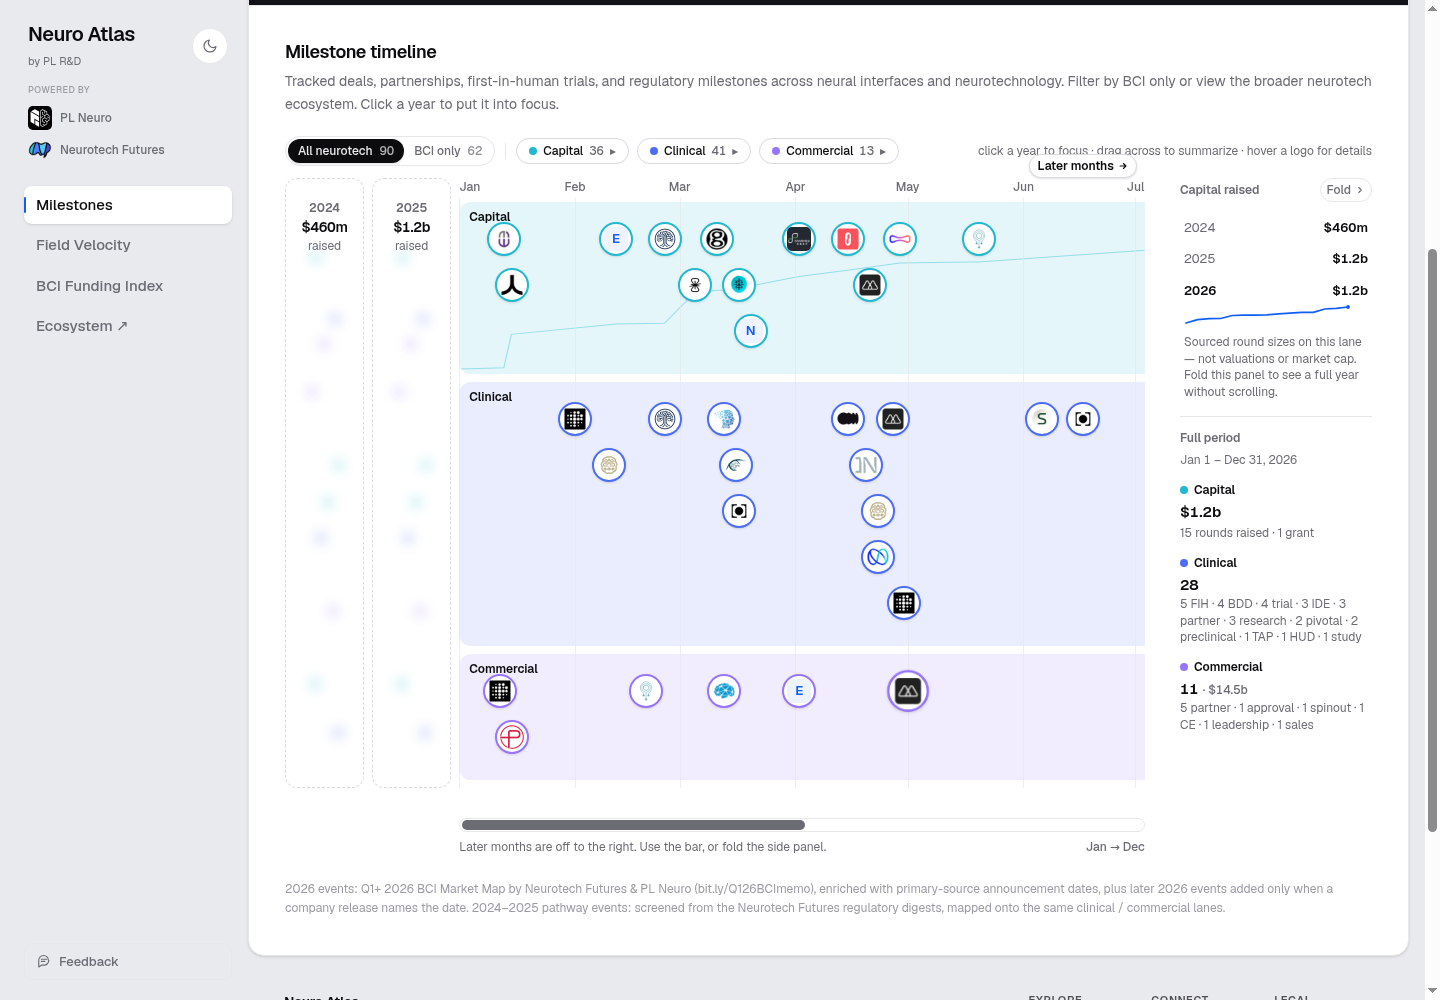 Neuro Atlas
by PL R&D
POWERED BY
PL Neuro
Neurotech Futures
Milestones
Field Velocity
BCI Funding Index
Ecosystem ↗
Feedback
Milestone timeline
Tracked deals, partnerships, first-in-human trials, and regulatory milestones across neural interfaces and neurotechnology. Filter by BCI only or view the broader neurotech
ecosystem. Click a year to put it into focus.
All neurotech 90
BCI only 62
Capital 36 ▸
Clinical 41 ▸
Commercial 13 ▸
click a year to focus · drag across to summarize · hover a logo for details
Later months →
2024
$460m
raised
2025
$1.2b
raised
Jan
Feb
Mar
Apr
May
Jun
Jul
Capital
E
N
Clinical
S
IN
Commercial
E
Later months are off to the right. Use the bar, or fold the side panel.
Jan → Dec
Capital raised
Fold ›
2024 $460m
2025 $1.2b
2026 $1.2b
Sourced round sizes on this lane
— not valuations or market cap.
Fold this panel to see a full year
without scrolling.
Full period
Jan 1 – Dec 31, 2026
Capital
$1.2b
15 rounds raised · 1 grant
Clinical
28
5 FIH · 4 BDD · 4 trial · 3 IDE · 3
partner · 3 research · 2 pivotal · 2
preclinical · 1 TAP · 1 HUD · 1 study
Commercial
11 · $14.5b
5 partner · 1 approval · 1 spinout · 1
CE · 1 leadership · 1 sales
2026 events: Q1+ 2026 BCI Market Map by Neurotech Futures & PL Neuro (bit.ly/Q126BCImemo), enriched with primary-source announcement dates, plus later 2026 events added only when a
company release names the date. 2024–2025 pathway events: screened from the Neurotech Futures regulatory digests, mapped onto the same clinical / commercial lanes.
Neuro Atlas
EXPLORE
CONNECT
LEGAL